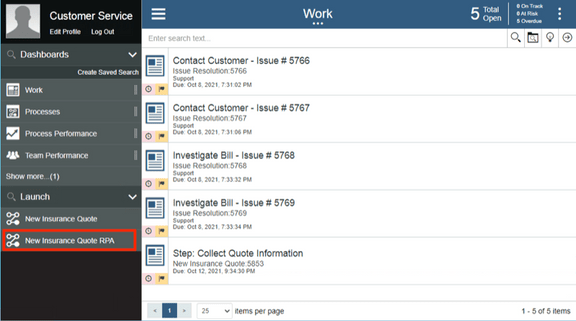 Customer Service
Edit Profile Log Out
Dashboards
Create Saved Search
Work
Processes
Process Performance
Team Performance
Show more...(1)
Launch
New Insurance Quote
New Insurance Quote RPA
Work
5 Total Open
0 On Track
0 At Risk
5 Overdue
Enter search text...
Contact Customer - Issue # 5766
Issue Resolution:5766
Support
Due: Oct 8, 2021, 7:31:02 PM
Contact Customer - Issue # 5767
Issue Resolution:5767
Support
Due: Oct 8, 2021, 7:31:06 PM
Investigate Bill - Issue # 5768
Issue Resolution:5768
Support
Due: Oct 8, 2021, 7:33:32 PM
Investigate Bill - Issue # 5769
Issue Resolution:5769
Support
Due: Oct 8, 2021, 7:33:34 PM
Step: Collect Quote Information
New Insurance Quote:5853
Due: Oct 12, 2021, 9:34:30 PM
1 25 items per page 1 - 5 of 5 items